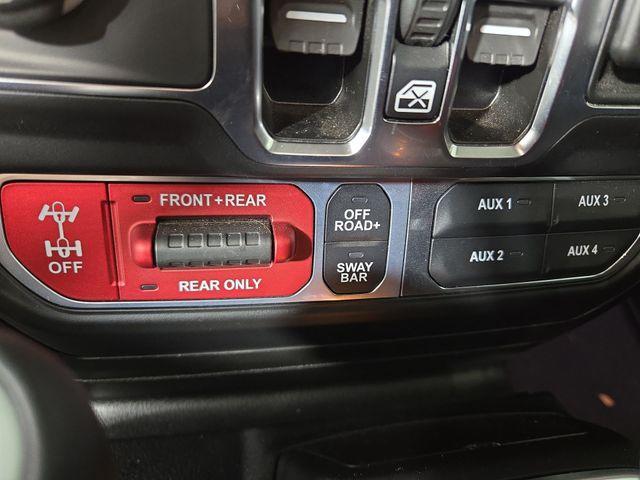 FRONT+REAR
OFF
REAR ONLY
OFF
ROAD+
SWAY
BAR
AUX 1
AUX 3
AUX 2
AUX 4